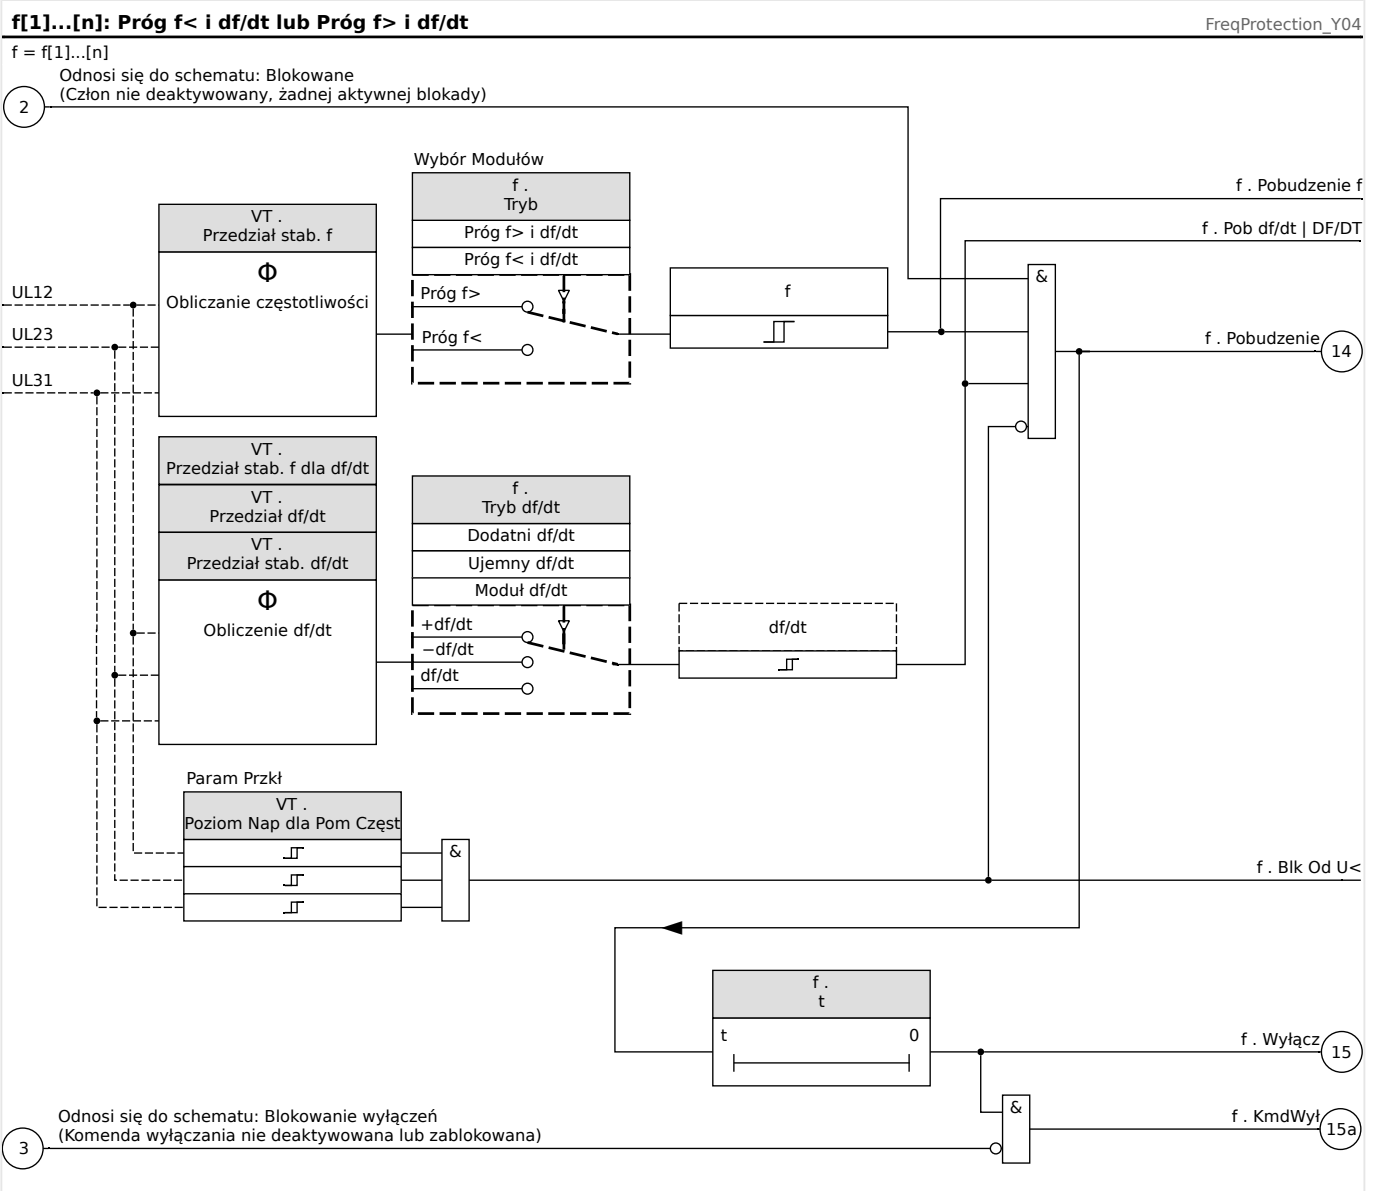 f[1]...[n]: Próg f< i df/dt lub Próg f> i df/dt
FreqProtection_Y04
f = f[1]...[n]
Odnosi się do schematu: Blokowane
(Człon nie deaktywowany, żadnej aktywnej blokady)
2
Wybór Modułów
f .
Tryb
Próg f> i df/dt
Próg f< i df/dt
Próg f>
Próg f<
VT .
Przedział stab. f
Φ
Obliczanie częstotliwości
UL12
UL23
UL31
f
&
f . Pobudzenie f
f . Pob df/dt | DF/DT
f . Pobudzenie
14
VT .
Przedział stab. f dla df/dt
VT .
Przedział df/dt
VT .
Przedział stab. df/dt
Φ
Obliczenie df/dt
f .
Tryb df/dt
Dodatni df/dt
Ujemny df/dt
Moduł df/dt
+df/dt
−df/dt
df/dt
df/dt
Param Przkł
VT .
Poziom Nap dla Pom Częst
&
f . Blk Od U<
f .
t
t
0
f . Wyłącz
15
Odnosi się do schematu: Blokowanie wyłączeń
(Komenda wyłączania nie deaktywowana lub zablokowana)
3
&
f . KmdWył
15a